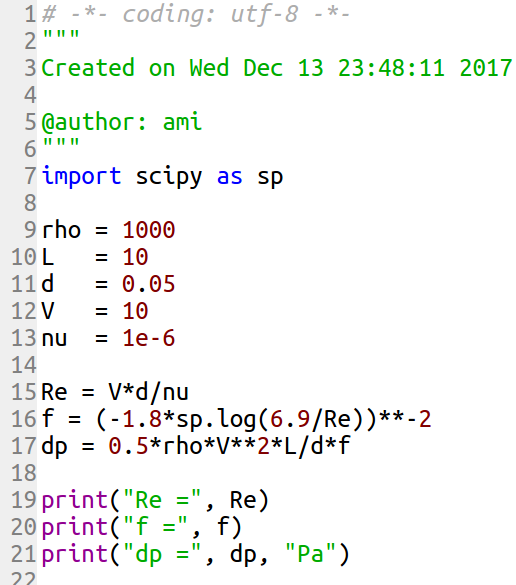 1 # -*- coding: utf-8 -*-
2 """
3 Created on Wed Dec 13 23:48:11 2017
4
5 @author: ami
6 """
7 import scipy as sp
8
9 rho = 1000
10 L   = 10
11 d   = 0.05
12 V   = 10
13 nu  = 1e-6
14
15 Re = V*d/nu
16 f = (-1.8*sp.log(6.9/Re))**-2
17 dp = 0.5*rho*V**2*L/d*f
18
19 print("Re =", Re)
20 print("f =", f)
21 print("dp =", dp, "Pa")
22